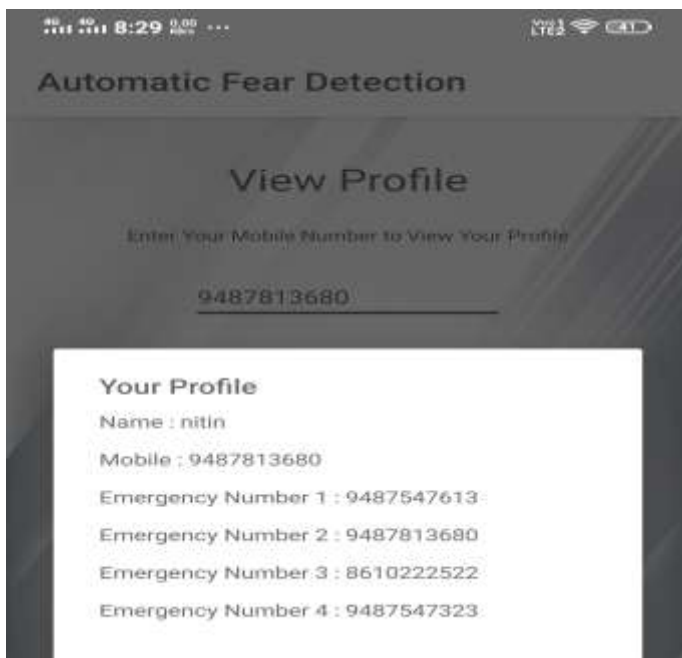 8:29 0.00 ...
Automatic Fear Detection
View Profile
Enter Your Mobile Number to View Your Profile
9487813680
Your Profile
Name : nitin
Mobile : 9487813680
Emergency Number 1 : 9487547613
Emergency Number 2 : 9487813680
Emergency Number 3 : 8610222522
Emergency Number 4 : 9487547323